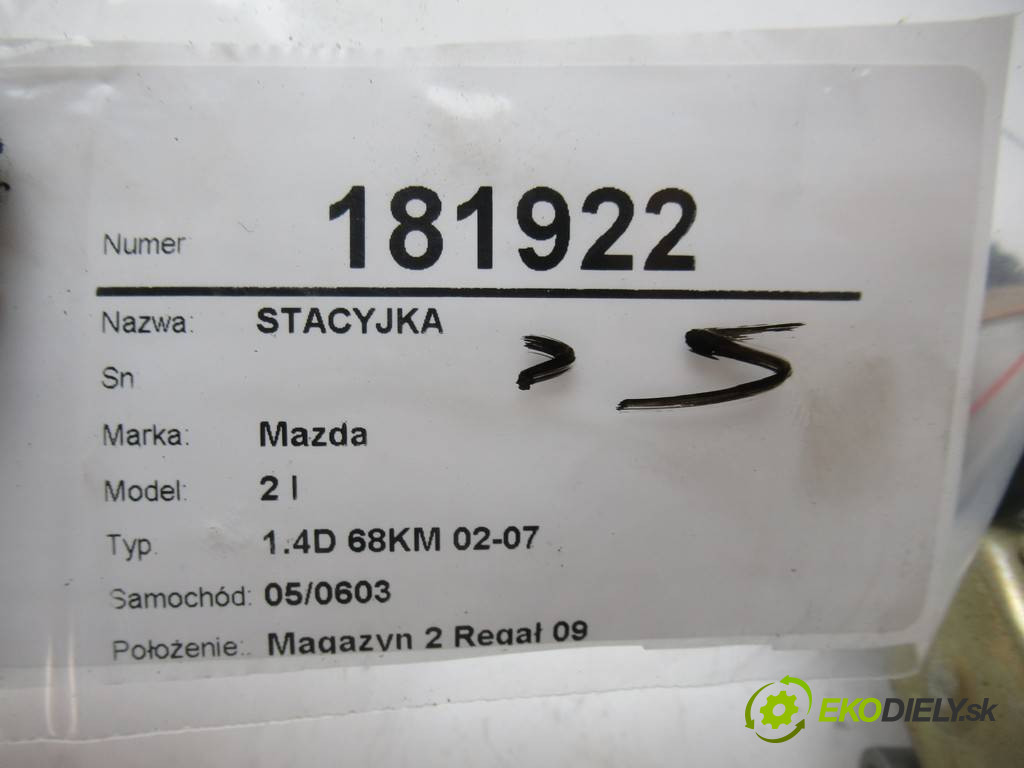 Numer 181922
Nazwa: STACYJKA
Sn
Marka: Mazda
Model: 2 I
Typ. 1.4D 68KM 02-07
Samochód: 05/0603
Położenie: Magazyn 2 Regał 09
EKODIELY.sk